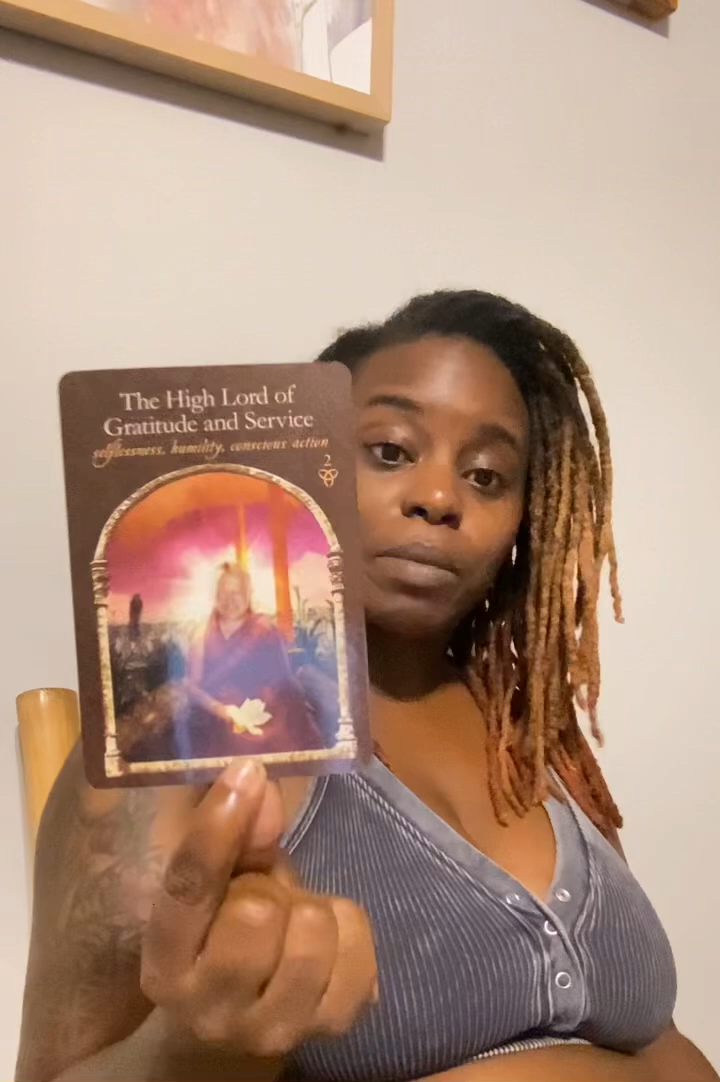 The High Lord of
Gratitude and Service
selflessness, humility, conscious action
2